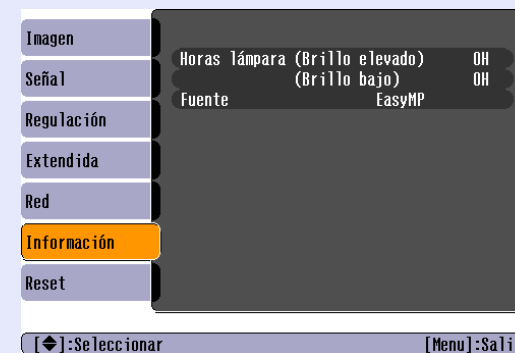 Imagen
Señal
Regulación
Extendida
Red
Información
Reset
Horas lámpara (Brillo elevado) 0H
(Brillo bajo) 0H
Fuente EasyMP
[◆]:Seleccionar [Menu]:Sali